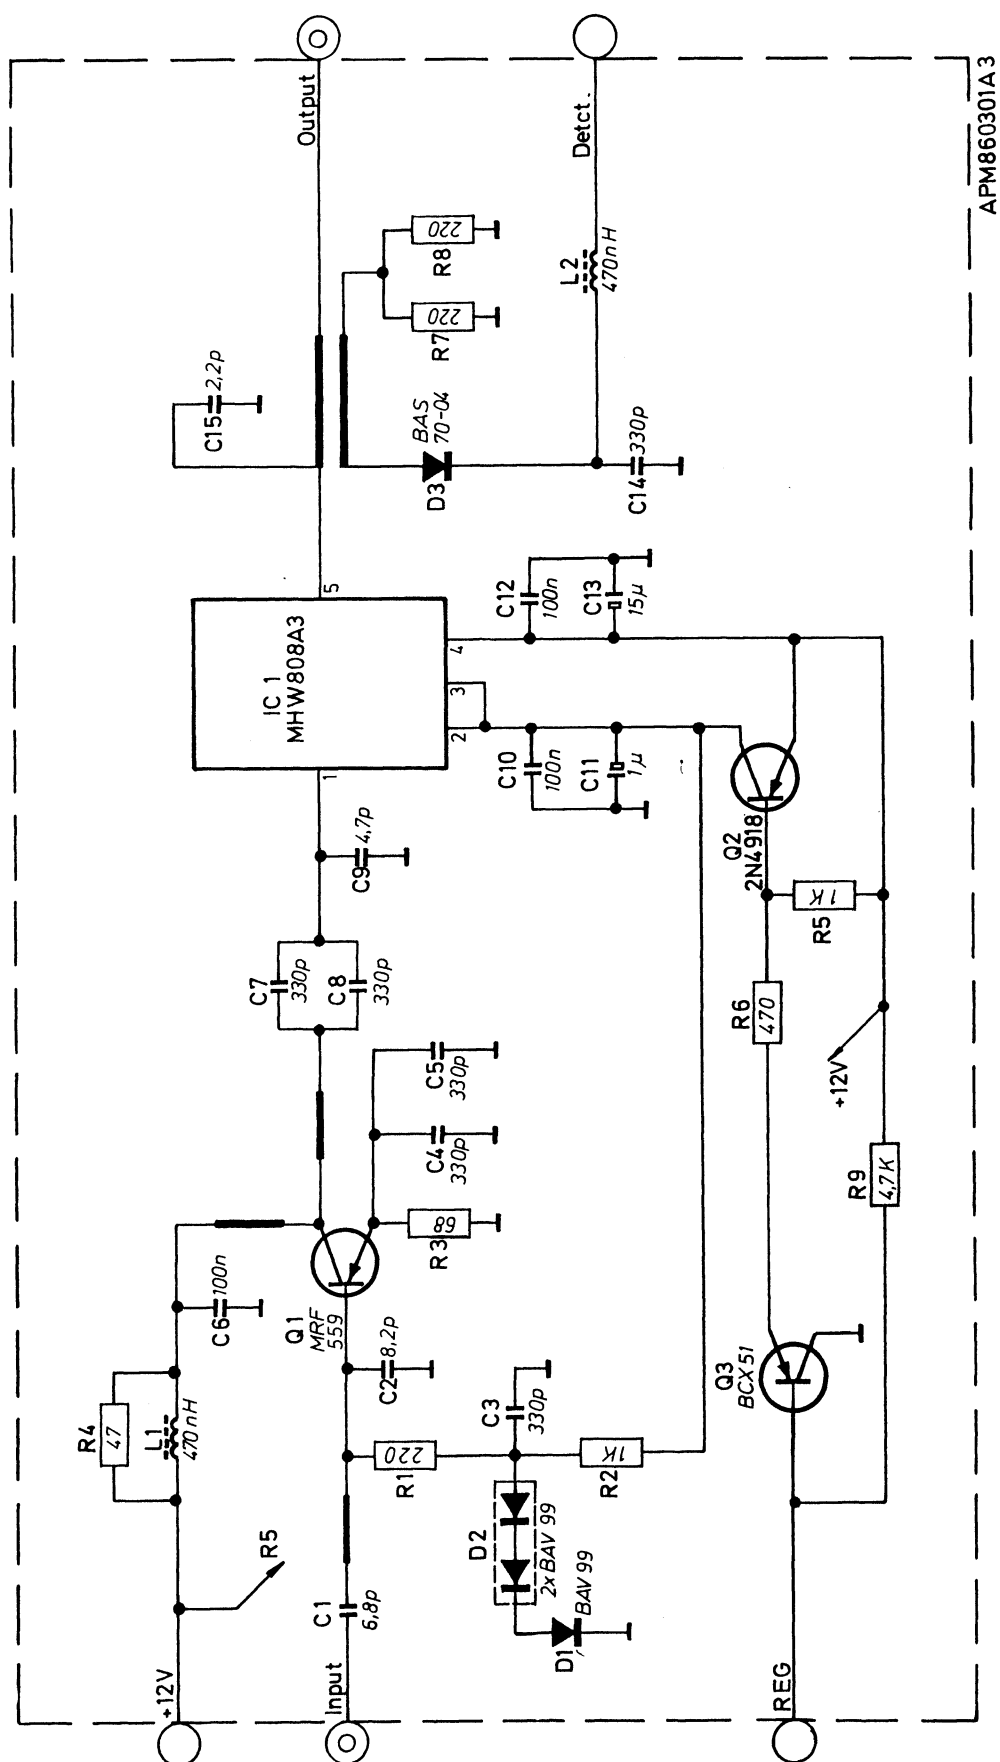 APM860301A3
Output
Detct.
C15
2,2p
R8
220
R7
220
L2
470nH
D3
BAS
70-04
C14
330p
IC 1
MHW808A3
1
2
3
4
5
C12
100n
C13
15µ
C10
100n
C11
1µ
C9
4,7p
C7
330p
C8
330p
C5
330p
C4
330p
R3
68
Q2
2N4918
R5
1K
R6
470
+12V
R9
4,7K
Q3
BCX51
Q1
MRF
559
C6
100n
C2
8,2p
R4
47
L1
470nH
R1
220
C3
330p
R2
1K
D2
2xBAV 99
D1
BAV 99
R5
C1
6,8p
+12V
Input
REG